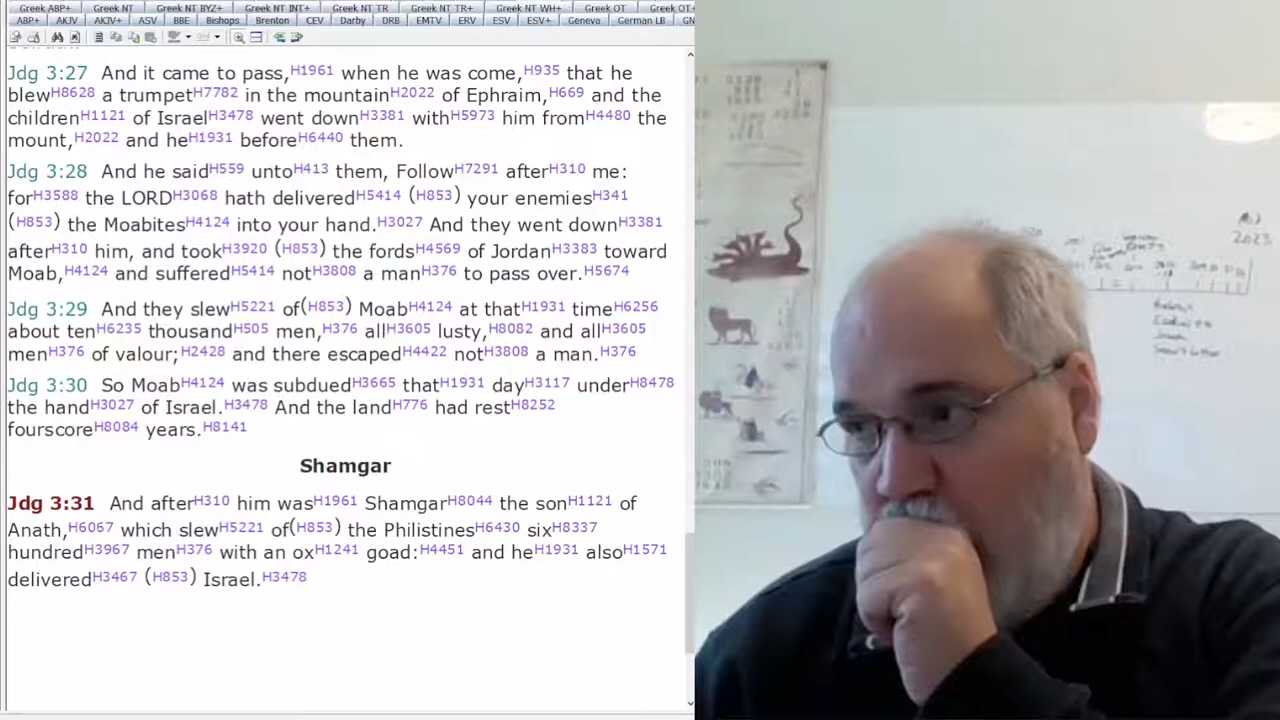 Greek ABP+ Greek NT Greek NT BYZ+ Greek NT INT+ Greek NT TR Greek NT TR+ Greek NT WH+ Greek OT Greek OT+
ABP+ AKJV AKJV+ ASV BBE Bishops Brenton CEV Darby DRB EMTV ERV ESV ESV+ Geneva German LB GN
Jdg 3:27 And it came to pass,H1961 when he was come,H935 that he
blewH8628 a trumpetH7782 in the mountainH2022 of Ephraim,H669 and the
childrenH1121 of IsraelH3478 went downH3381 withH5973 him fromH4480 the
mount,H2022 and heH1931 beforeH6440 them.
Jdg 3:28 And he saidH559 untoH413 them, FollowH7291 afterH310 me:
forH3588 the LORDH3068 hath deliveredH5414 (H853) your enemiesH341
(H853) the MoabitesH4124 into your hand.H3027 And they went downH3381
afterH310 him, and tookH3920 (H853) the fordsH4569 of JordanH3383 toward
Moab,H4124 and sufferedH5414 notH3808 a manH376 to pass over.H5674
Jdg 3:29 And they slewH5221 of(H853) MoabH4124 at thatH1931 timeH6256
about tenH6235 thousandH505 men,H376 allH3605 lusty,H8082 and allH3605
menH376 of valour;H2428 and there escapedH4422 notH3808 a man.H376
Jdg 3:30 So MoabH4124 was subduedH3665 thatH1931 dayH3117 underH8478
the handH3027 of Israel.H3478 And the landH776 had restH8252
fourscoreH8084 years.H8141
Shamgar
Jdg 3:31 And afterH310 him wasH1961 ShamgarH8044 the sonH1121 of
Anath,H6067 which slewH5221 of(H853) the PhilistinesH6430 sixH8337
hundredH3967 menH376 with an oxH1241 goad:H4451 and heH1931 alsoH1571
deliveredH3467 (H853) Israel.H3478
2023